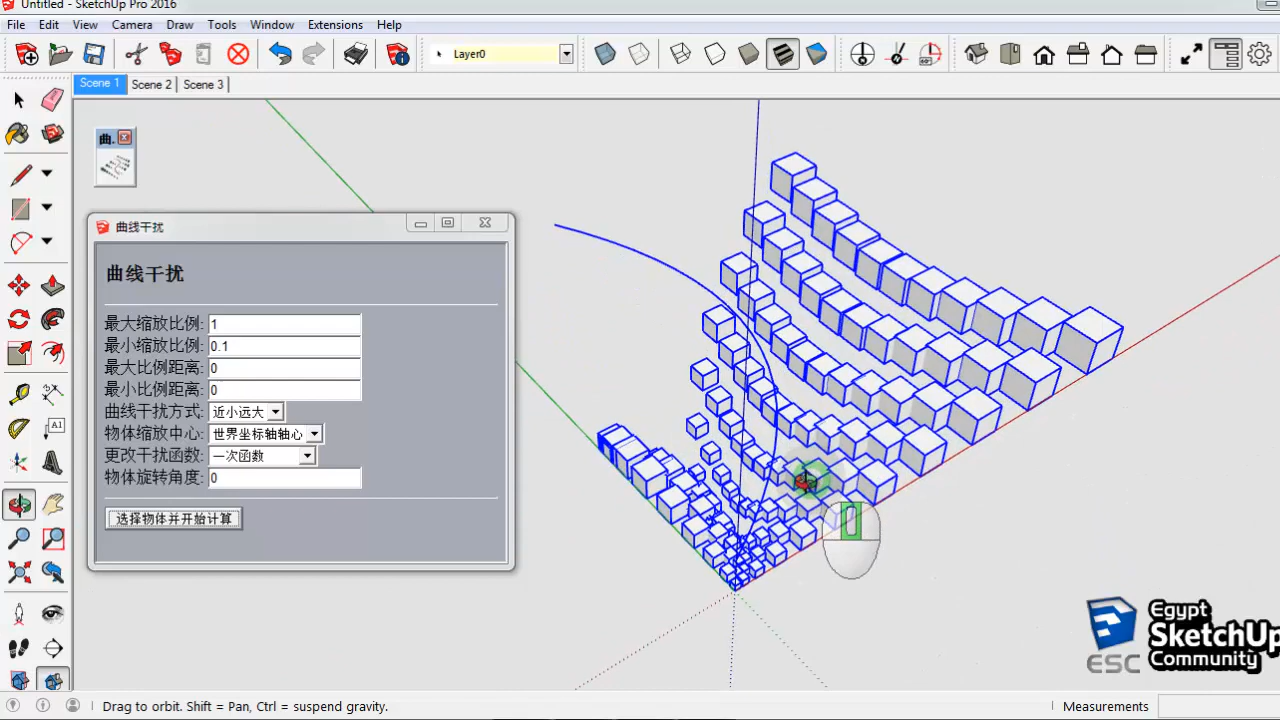 Untitled - SketchUp Pro 2016
File Edit View Camera Draw Tools Window Extensions Help
Layer0
Scene 1 Scene 2 Scene 3
曲.
曲线干扰
曲线干扰
最大缩放比例: 1
最小缩放比例: 0.1
最大比例距离: 0
最小比例距离: 0
曲线干扰方式: 近小远大
物体缩放中心: 世界坐标轴轴心
更改干扰函数: 一次函数
物体旋转角度: 0
选择物体并开始计算
Egypt
SketchUp
Community
ESC
Drag to orbit. Shift = Pan, Ctrl = suspend gravity.
Measurements